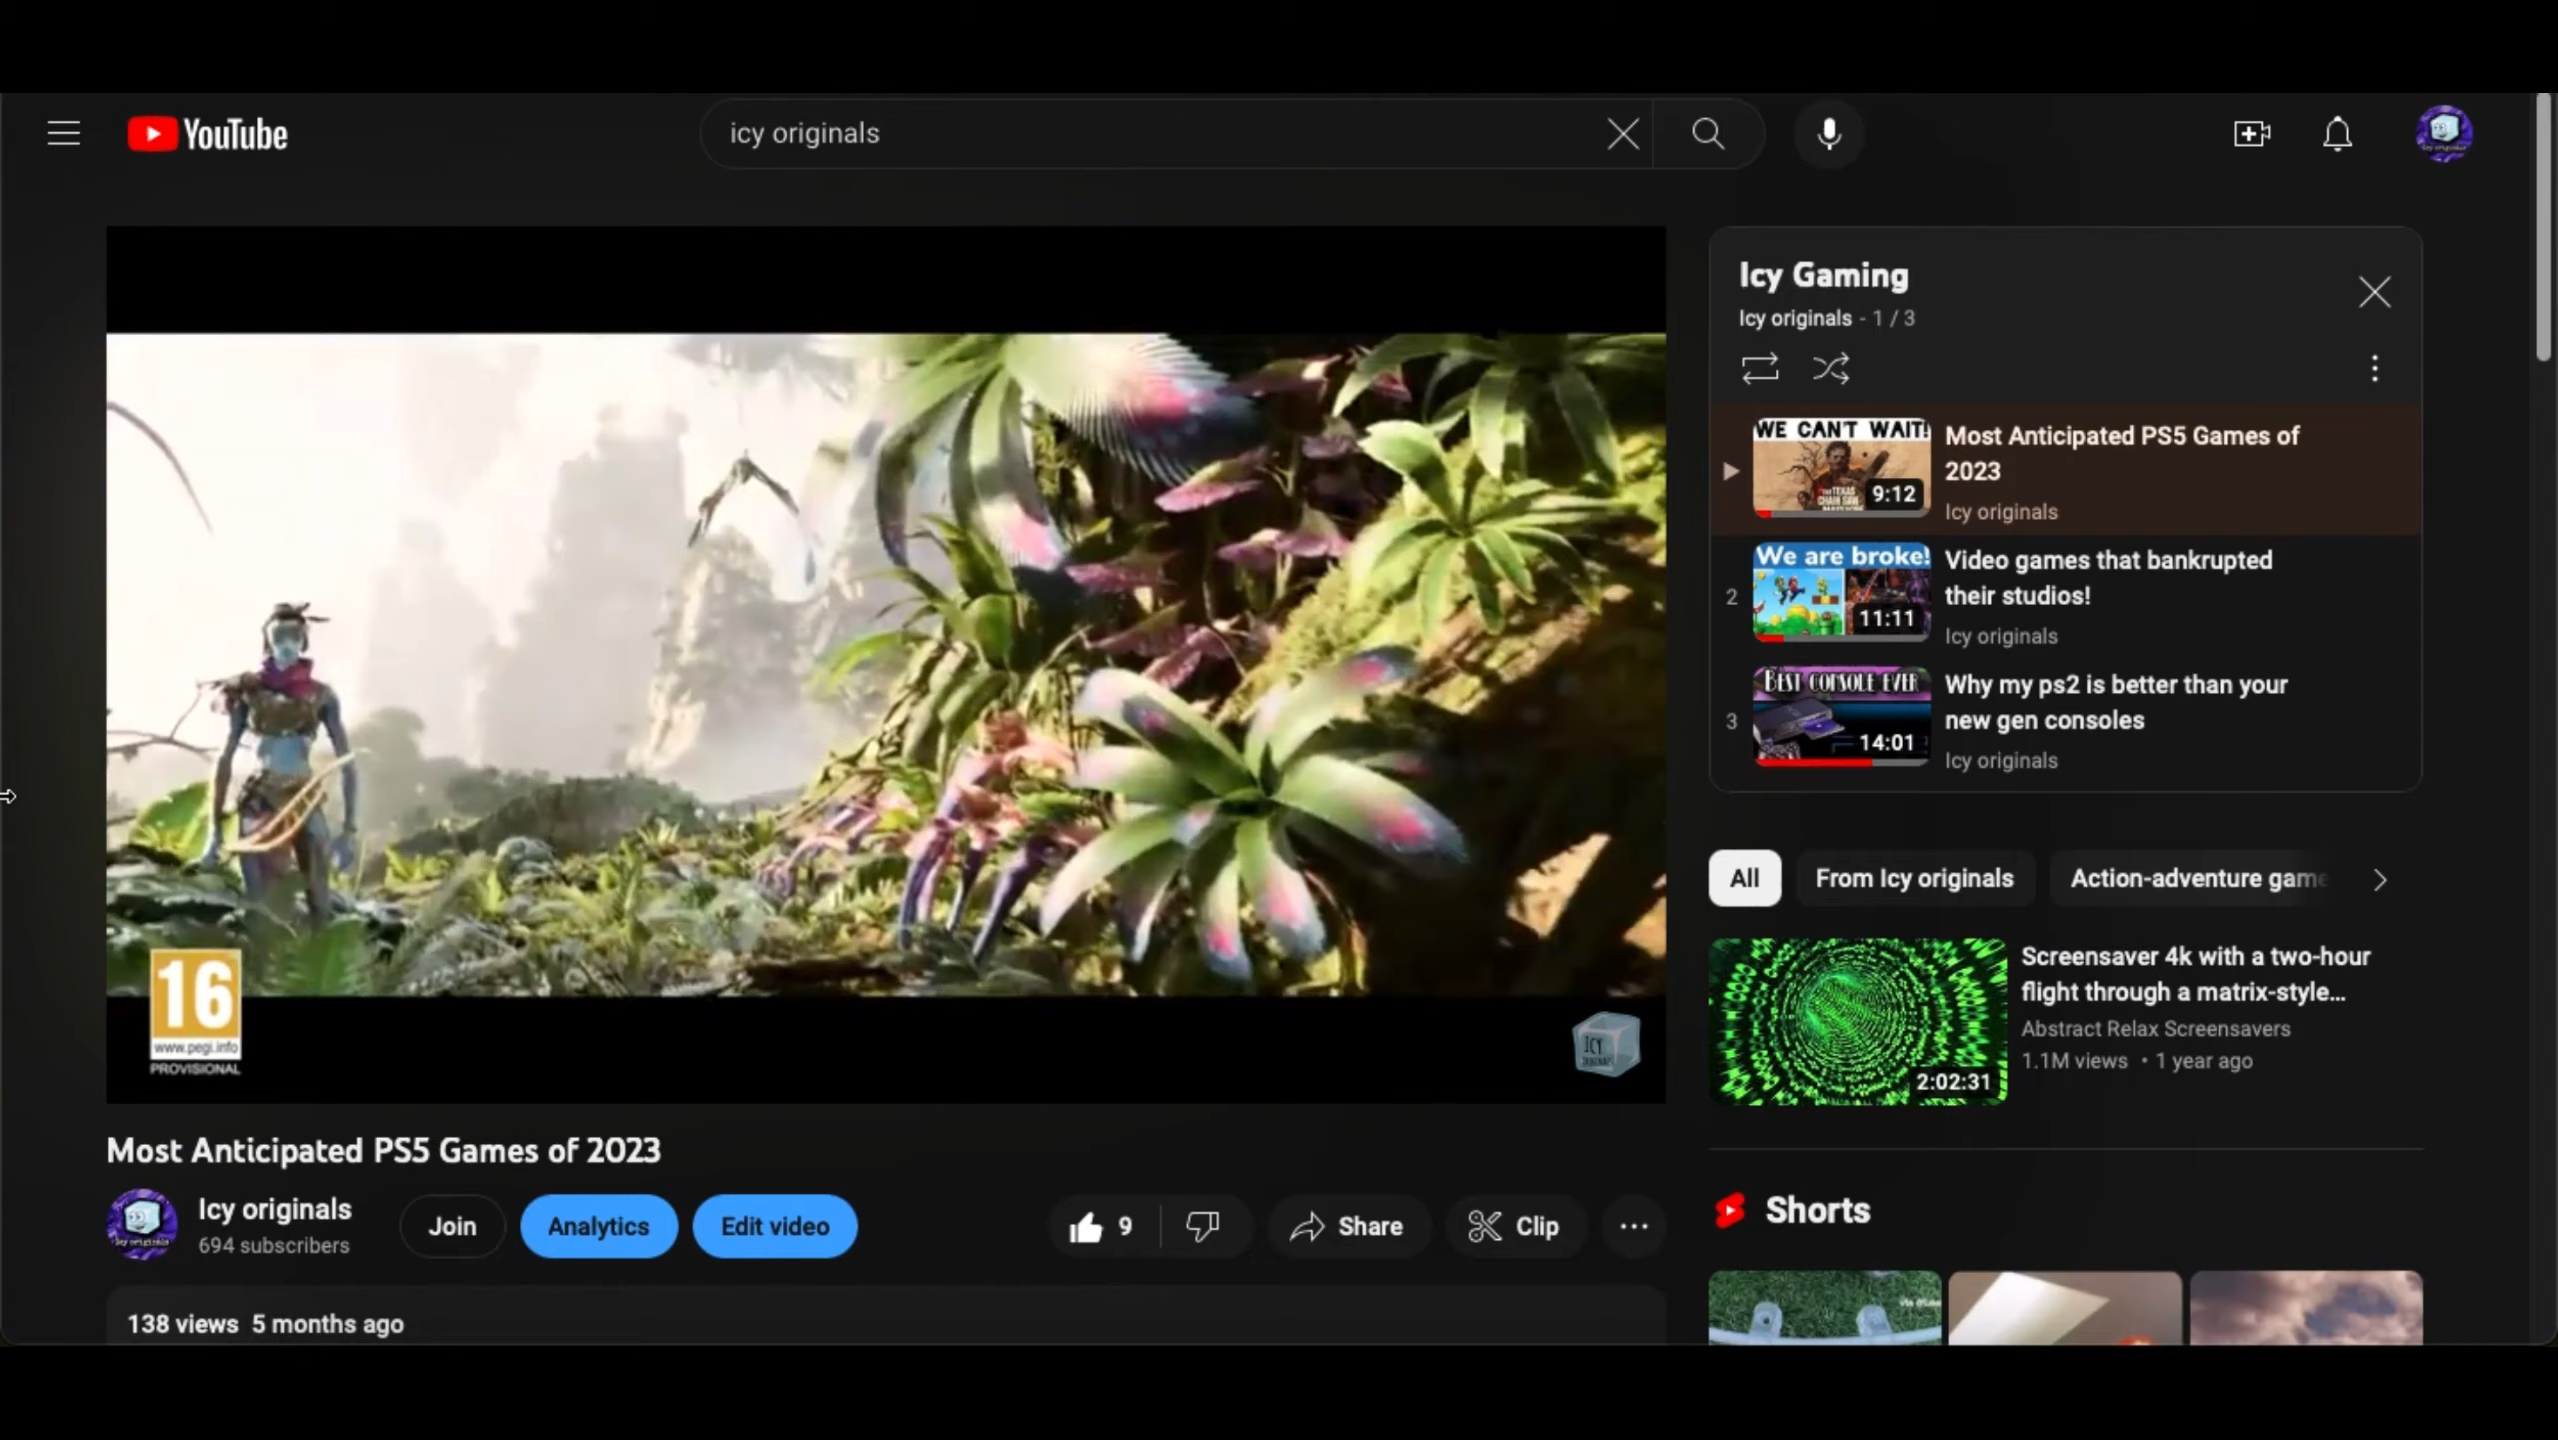 YouTube
icy originals
16
www.pegi.info
PROVISIONAL
ICY
Most Anticipated PS5 Games of 2023
Icy originals
694 subscribers
Join
Analytics
Edit video
9
Share
Clip
138 views 5 months ago
Icy Gaming
Icy originals - 1 / 3
WE CAN'T WAIT!
9:12
Most Anticipated PS5 Games of
2023
Icy originals
2
We are broke!
11:11
Video games that bankrupted
their studios!
Icy originals
3
BEST CONSOLE EVER
14:01
Why my ps2 is better than your
new gen consoles
Icy originals
All
From Icy originals
Action-adventure game
2:02:31
Screensaver 4k with a two-hour
flight through a matrix-style...
Abstract Relax Screensavers
1.1M views • 1 year ago
Shorts